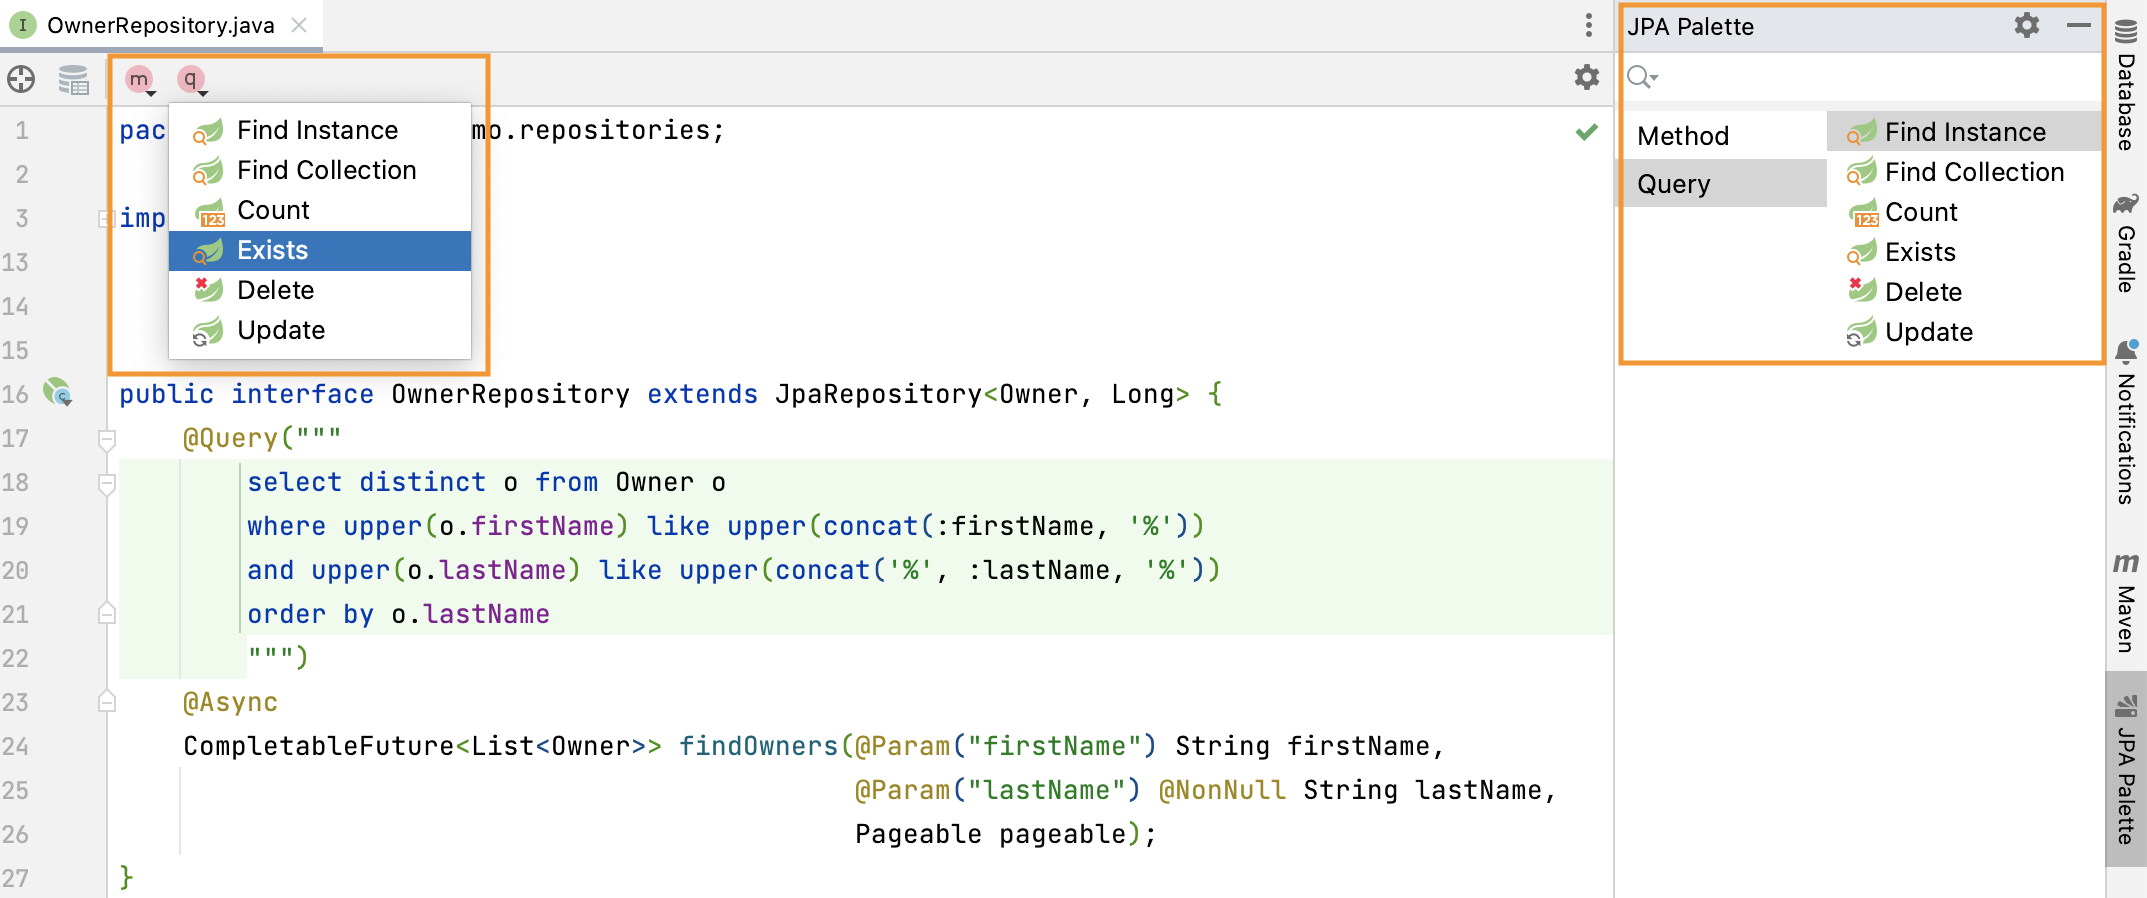 I OwnerRepository.java
m q
Find Instance
Find Collection
Count
Exists
Delete
Update
1 pac mo.repositories;
2
3 imp
13
14
15
16 public interface OwnerRepository extends JpaRepository<Owner, Long> {
17 @Query("""
18 select distinct o from Owner o
19 where upper(o.firstName) like upper(concat(:firstName, '%'))
20 and upper(o.lastName) like upper(concat('%', :lastName, '%'))
21 order by o.lastName
22 """)
23 @Async
24 CompletableFuture<List<Owner>> findOwners(@Param("firstName") String firstName,
25 @Param("lastName") @NonNull String lastName,
26 Pageable pageable);
27 }
JPA Palette
Method
Query
Find Instance
Find Collection
123 Count
Exists
Delete
Update
Database
Gradle
Notifications
m Maven
JPA Palette